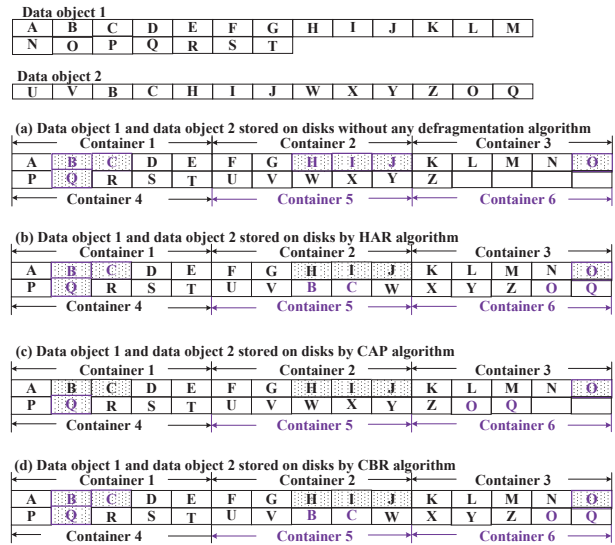 Data object 1
A B C D E F G H I J K L M
N O P Q R S T
Data object 2
U V B C H I J W X Y Z O Q
(a) Data object 1 and data object 2 stored on disks without any defragmentation algorithm
Container 1 Container 2 Container 3
A B C D E F G H I J K L M N O
P Q R S T U V W X Y Z
Container 4 Container 5 Container 6
(b) Data object 1 and data object 2 stored on disks by HAR algorithm
Container 1 Container 2 Container 3
A B C D E F G H I J K L M N O
P Q R S T U V B C W X Y Z O Q
Container 4 Container 5 Container 6
(c) Data object 1 and data object 2 stored on disks by CAP algorithm
Container 1 Container 2 Container 3
A B C D E F G H I J K L M N O
P Q R S T U V W X Y Z O Q
Container 4 Container 5 Container 6
(d) Data object 1 and data object 2 stored on disks by CBR algorithm
Container 1 Container 2 Container 3
A B C D E F G H I J K L M N O
P Q R S T U V B C W X Y Z O Q
Container 4 Container 5 Container 6